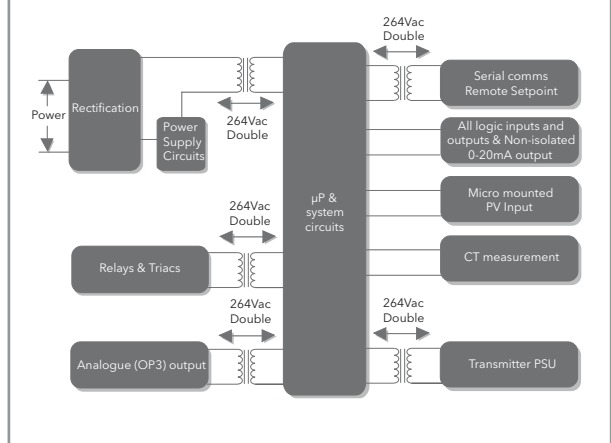 264Vac
Double
Serial comms
Remote Setpoint
Rectification
Power
264Vac
Double
Power
Supply
Circuits
All logic inputs and
outputs & Non-isolated
0-20mA output
µP &
system
circuits
Micro mounted
PV Input
264Vac
Double
Relays & Triacs
CT measurement
264Vac
Double
Analogue (OP3) output
264Vac
Double
Transmitter PSU